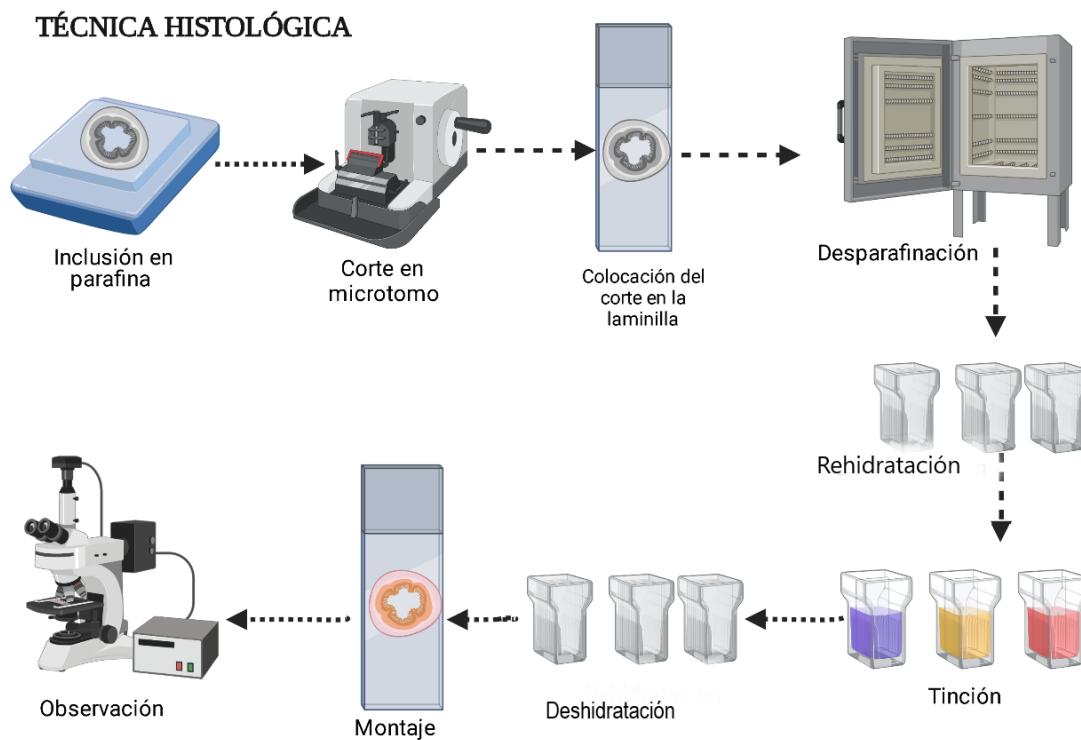 TÉCNICA HISTOLÓGICA
Inclusión en
parafina
Corte en
microtomo
Colocación del
corte en la
laminilla
Desparafinación
Rehidratación
Tinción
Deshidratación
Montaje
Observación